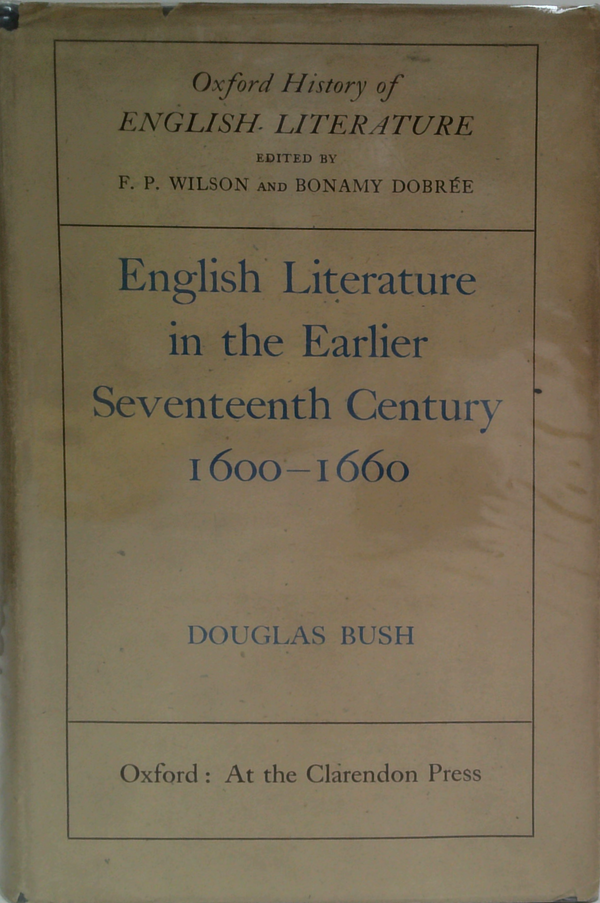 Oxford History of
ENGLISH LITERATURE
EDITED BY
F. P. WILSON AND BONAMY DOBRÉE
English Literature
in the Earlier
Seventeenth Century
1600–1660
DOUGLAS BUSH
Oxford: At the Clarendon Press